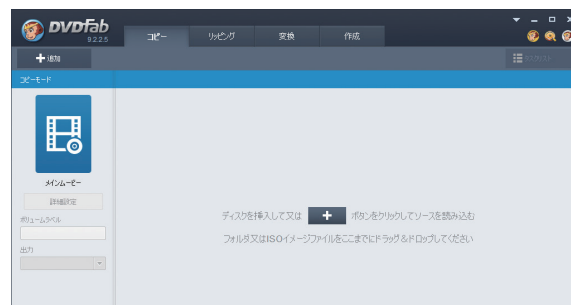 DVDFab
9.2.2.5
コピー
リッピング
変換
作成
追加
コピーモード
メインムービー
詳細設定
ボリュームラベル
出力
ディスクを挿入して又は + ボタンをクリックしてソースを読み込む
フォルダ又はISOイメージファイルをここまでにドラッグ&ドロップしてください